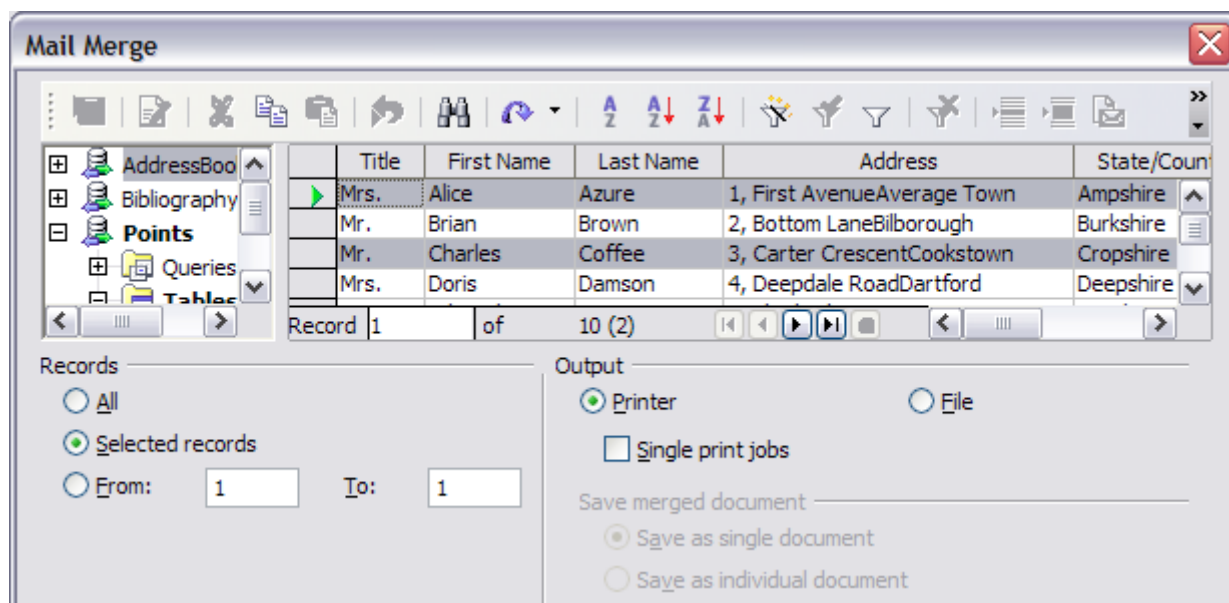 Mail Merge
AddressBoo
Bibliography
Points
Queries
Tables
Title First Name Last Name Address State/Coun
Mrs. Alice Azure 1, First AvenueAverage Town Ampshire
Mr. Brian Brown 2, Bottom LaneBilborough Burkshire
Mr. Charles Coffee 3, Carter CrescentCookstown Cropshire
Mrs. Doris Damson 4, Deepdale RoadDartford Deepshire
Record 1 of 10 (2)
Records
All
Selected records
From: 1 To: 1
Output
Printer File
Single print jobs
Save merged document
Save as single document
Save as individual document